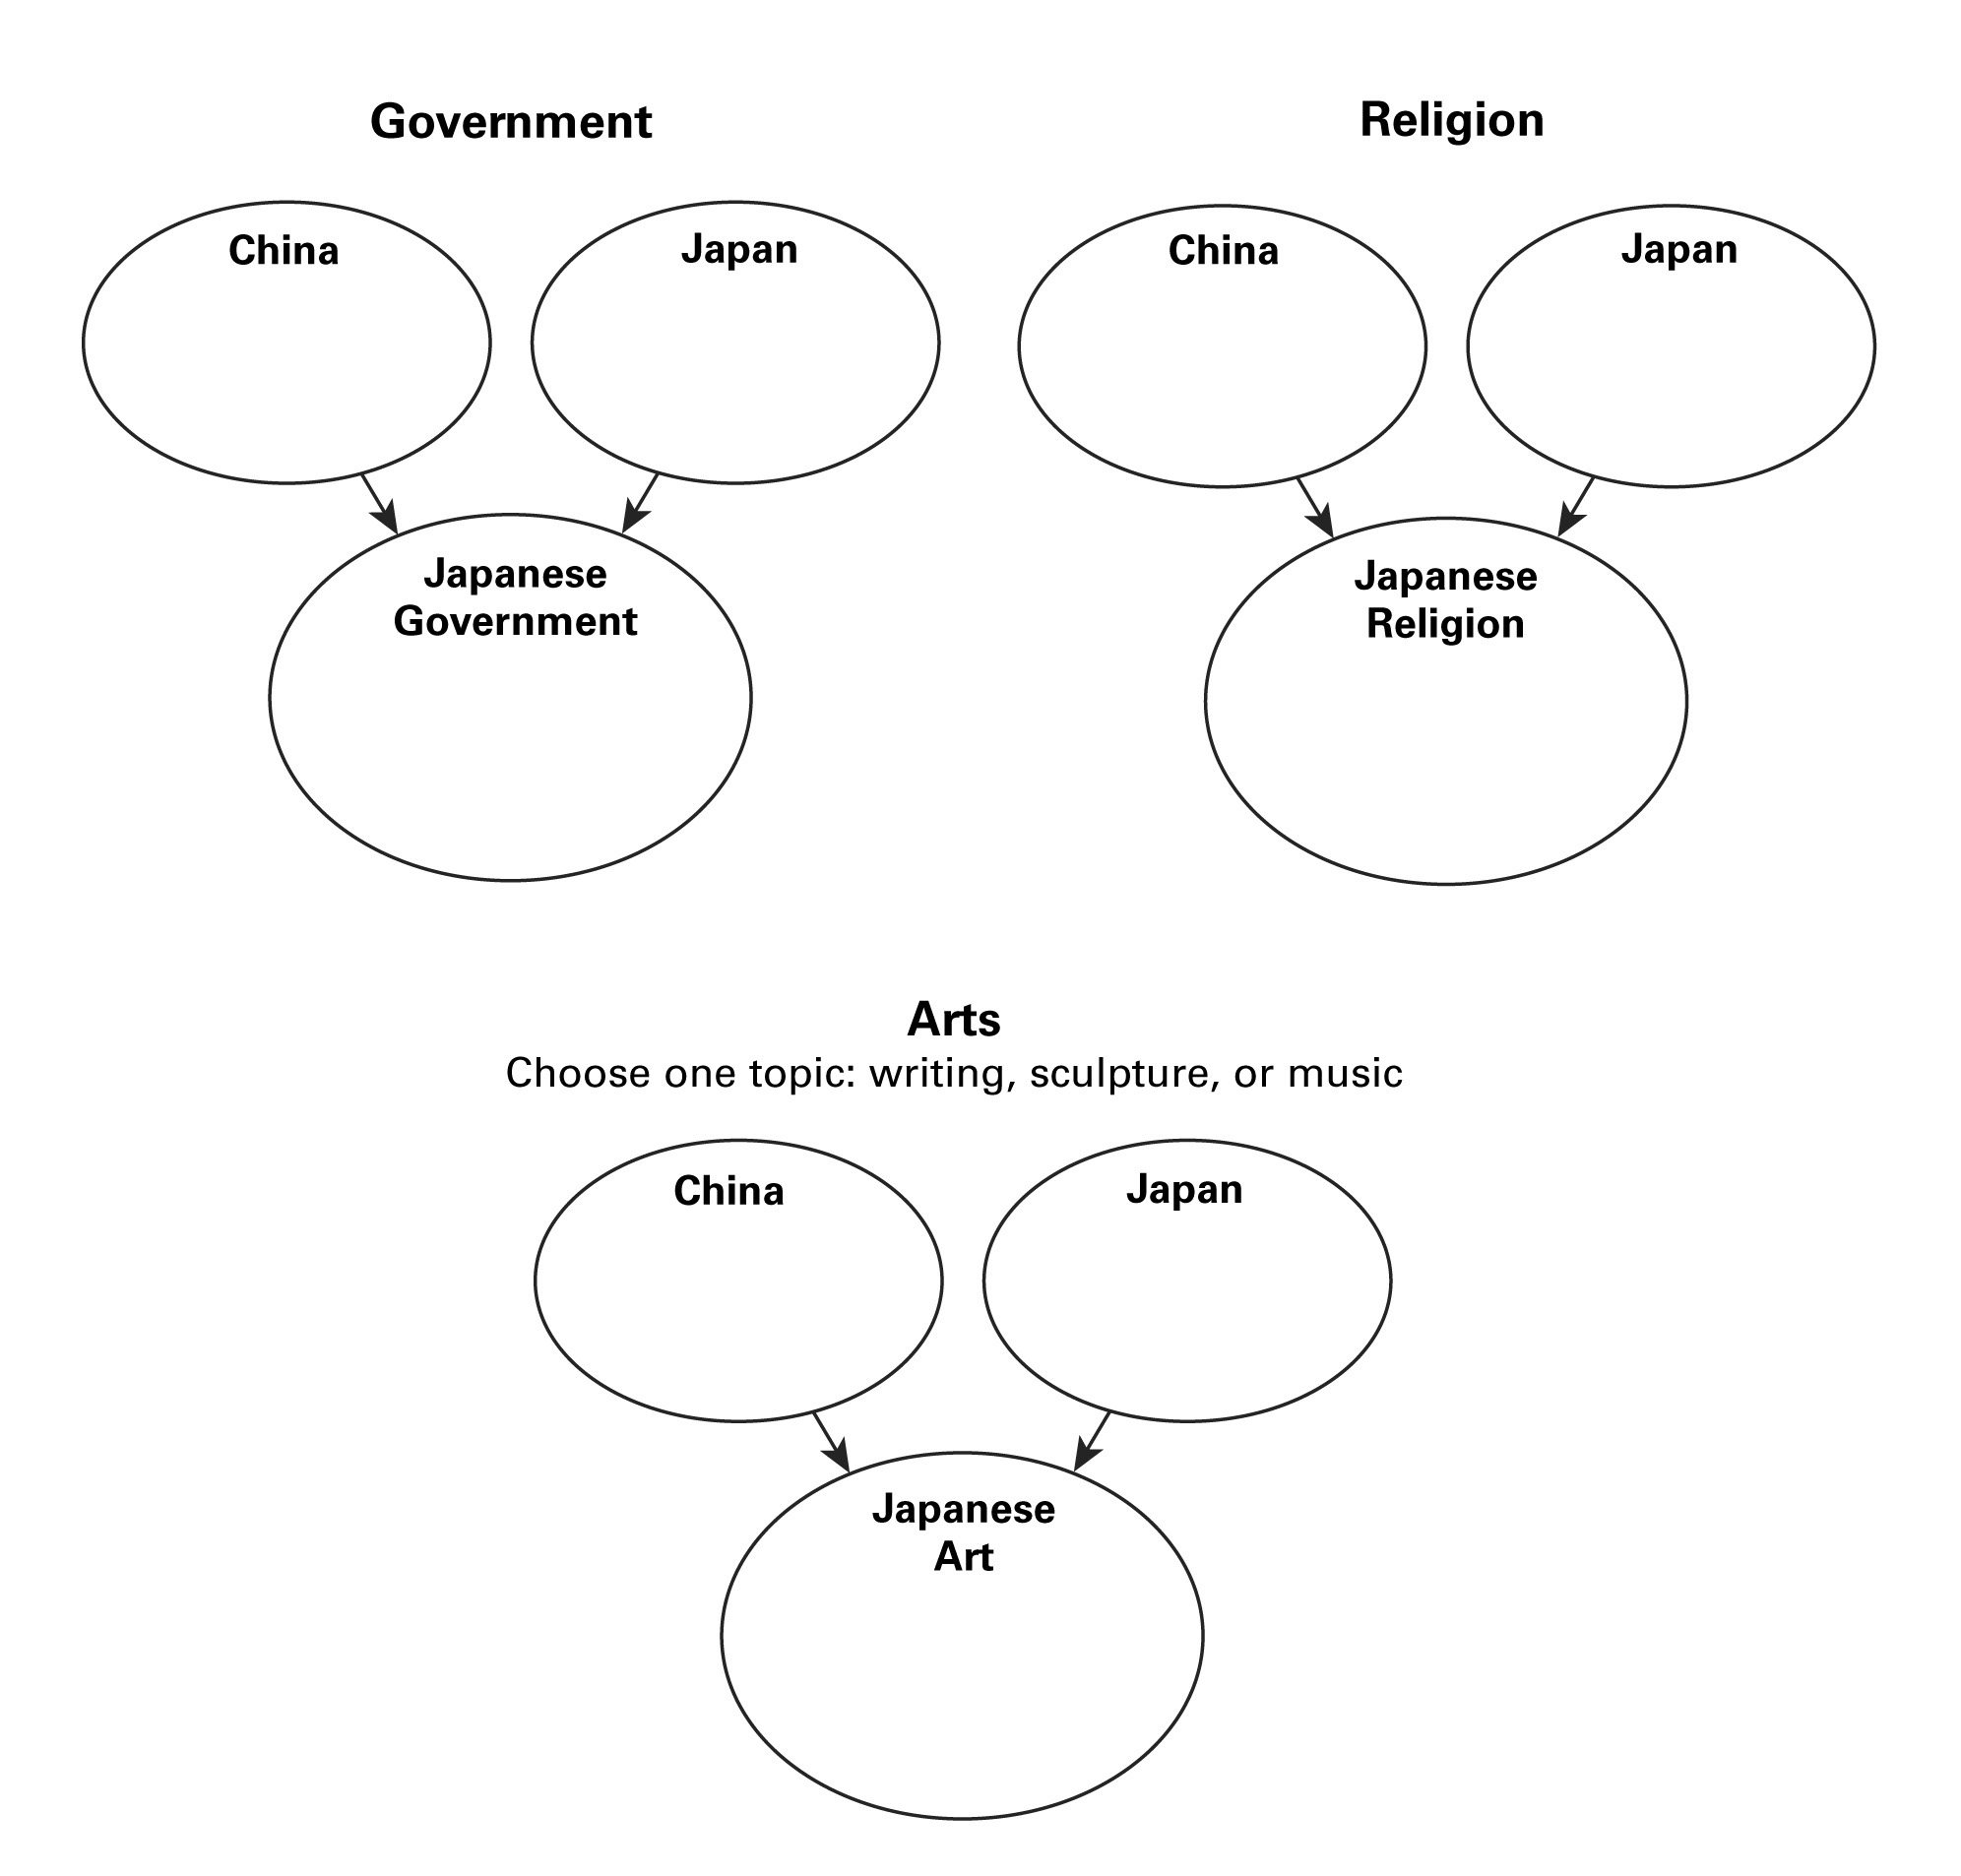 Government
China
Japan
Japanese
Government
Religion
China
Japan
Japanese
Religion
Arts
Choose one topic: writing, sculpture, or music
China
Japan
Japanese
Art